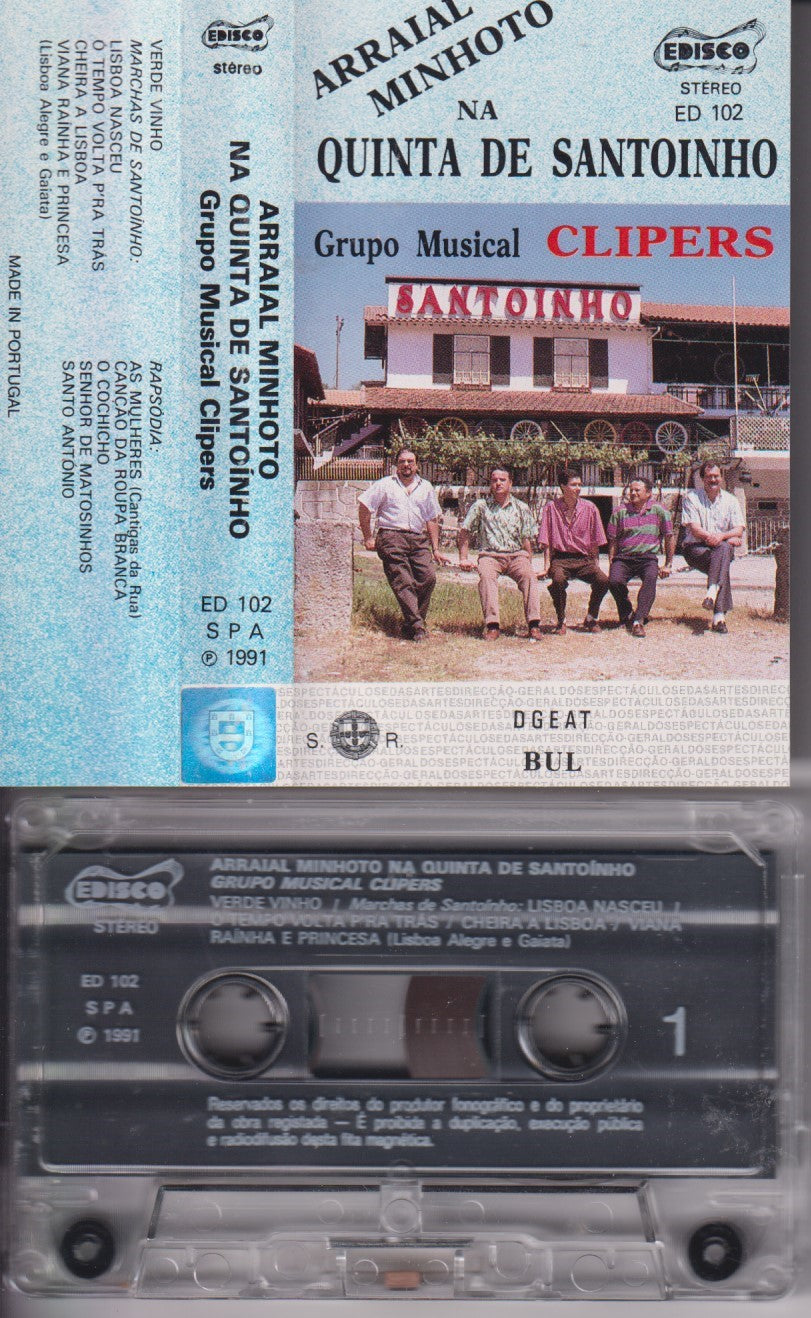 VERDE VINHO
MARCHAS DE SANTOÍNHO:
LISBOA NASCEU
Ó TEMPO VOLTA P'RA TRÁS
CHEIRA A LISBOA
VIANA RAÍNHA E PRINCESA
(Lisboa Alegre e Gaiata)
RAPSÓDIA:
AS MULHERES (Cantigas da Rua)
CANÇÃO DA ROUPA BRANCA
O COCHICHO
SENHOR DE MATOSINHOS
SANTO ANTÓNIO
MADE IN PORTUGAL
EDISCO
stéreo
ARRAIAL MINHOTO
NA QUINTA DE SANTOÍNHO
Grupo Musical Clipers
ED 102
S P A
℗ 1991
ARRAIAL
MINHOTO
NA
QUINTA DE SANTOINHO
EDISCO
STÉREO
ED 102
Grupo Musical CLIPERS
SANTOINHO
S. R.
DGEAT
BUL
EDISCO
STÉREO
ARRAIAL MINHOTO NA QUINTA DE SANTOÍNHO
GRUPO MUSICAL CLIPERS
VERDE VINHO / Marchas de Santoínho: LISBOA NASCEU /
Ó TEMPO VOLTA P'RA TRÁS / CHEIRA A LISBOA / VIANA
RAÍNHA E PRINCESA (Lisboa Alegre e Gaiata)
ED 102
S P A
℗ 1991
1
Reservados os direitos do produtor fonográfico e do proprietário
da obra registada — É proibida a duplicação, execução pública
e radiodifusão desta fita magnética.